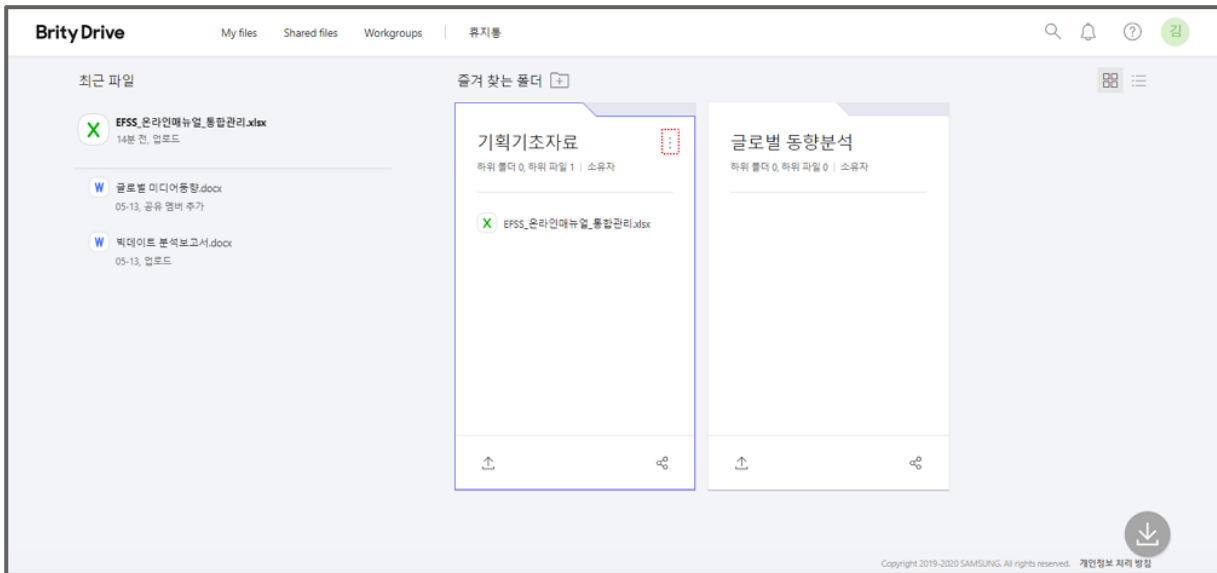 Brity Drive
My files
Shared files
Workgroups
휴지통
김
최근 파일
EFSS_온라인매뉴얼_통합관리.xlsx
14분 전, 업로드
글로벌 미디어동향.docx
05-13, 공유 멤버 추가
빅데이트 분석보고서.docx
05-13, 업로드
즐겨 찾는 폴더
기획기초자료
하위 폴더 0, 하위 파일 1 | 소유자
EFSS_온라인매뉴얼_통합관리.xlsx
글로벌 동향분석
하위 폴더 0, 하위 파일 0 | 소유자
Copyright 2019-2020 SAMSUNG. All rights reserved. 개인정보 처리 방침